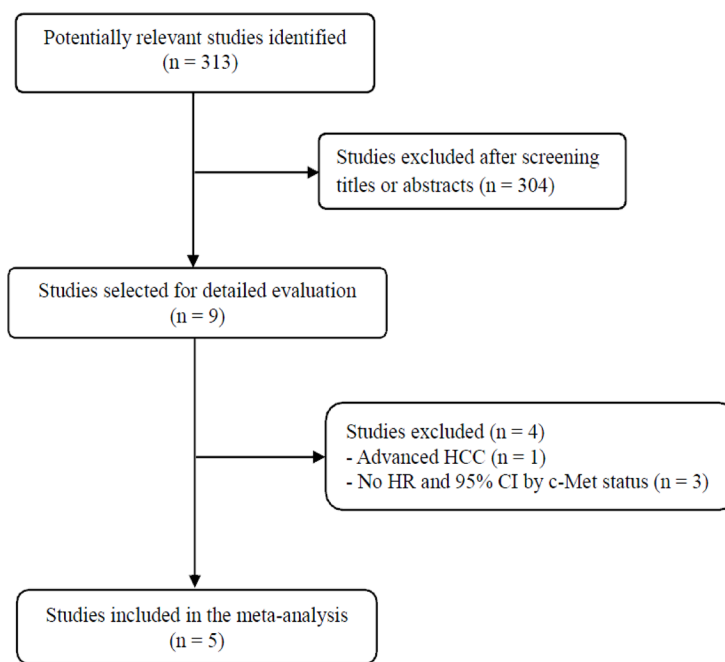 Potentially relevant studies identified
(n = 313)
Studies excluded after screening
titles or abstracts (n = 304)
Studies selected for detailed evaluation
(n = 9)
Studies excluded (n = 4)
- Advanced HCC (n = 1)
- No HR and 95% CI by c-Met status (n = 3)
Studies included in the meta-analysis
(n = 5)